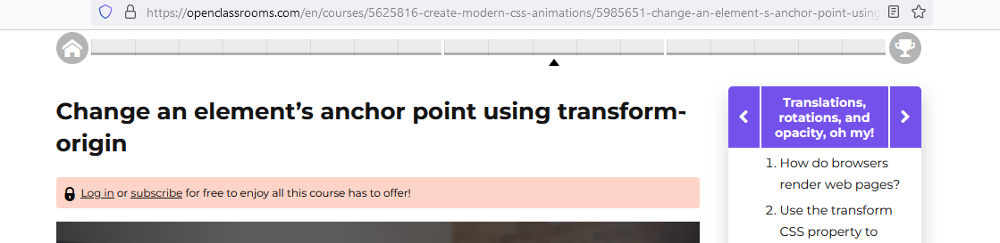 https://openclassrooms.com/en/courses/5625816-create-modern-css-animations/5985651-change-an-element-s-anchor-point-using
Change an element’s anchor point using transform-
origin
Log in or subscribe for free to enjoy all this course has to offer!
Translations,
rotations, and
opacity, oh my!
1. How do browsers
render web pages?
2. Use the transform
CSS property to